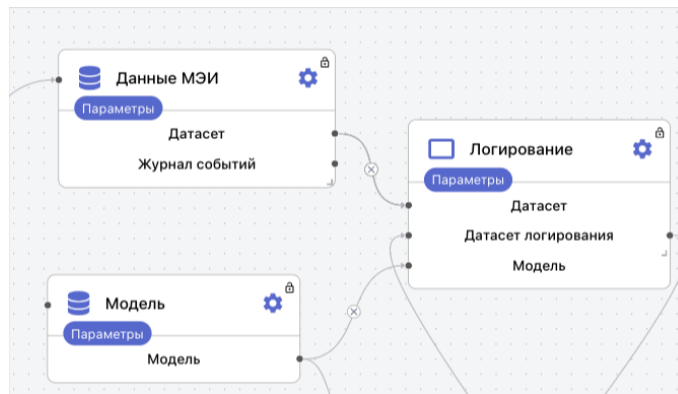 Данные МЭИ
Параметры
Датасет
Журнал событий
Логирование
Параметры
Датасет
Датасет логирования
Модель
Модель
Параметры
Модель